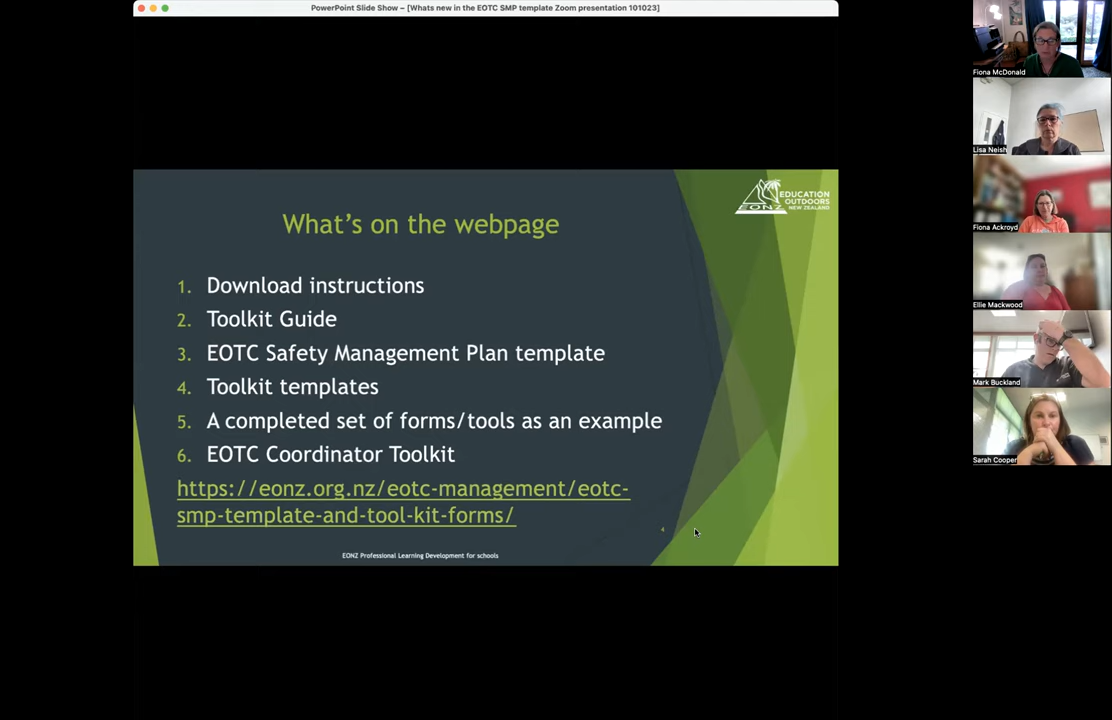 PowerPoint Slide Show – [Whats new in the EOTC SMP template Zoom presentation 101023]
EONZ
EDUCATION
OUTDOORS
NEW ZEALAND
What's on the webpage
1. Download instructions
2. Toolkit Guide
3. EOTC Safety Management Plan template
4. Toolkit templates
5. A completed set of forms/tools as an example
6. EOTC Coordinator Toolkit
https://eonz.org.nz/eotc-management/eotc-
smp-template-and-tool-kit-forms/
4
EONZ Professional Learning Development for schools
Fiona McDonald
Lisa Neish
Fiona Ackroyd
Ellie Mackwood
Mark Buckland
Sarah Cooper